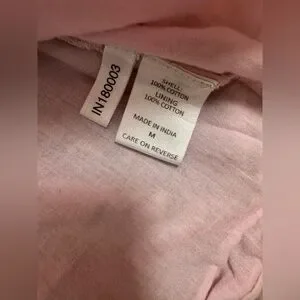 IN180003
SHELL:
100% COTTON
LINING
100% COTTON
MADE IN INDIA
M
CARE ON REVERSE